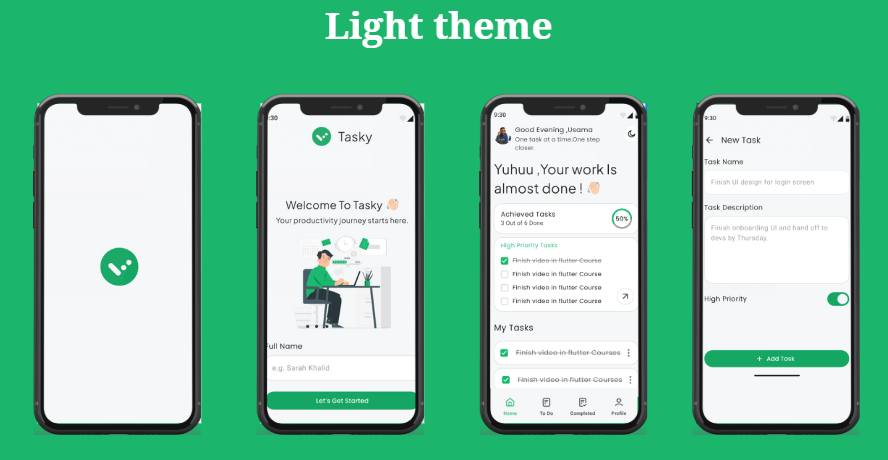 Light theme
9:30
Tasky
Welcome To Tasky 👋🏻
Your productivity journey starts here.
Full Name
e.g. Sarah Khalid
Let's Get Started
9:30
Good Evening ,Usama
One task at a time.One step
closer.
Yuhuu ,Your work Is
almost done ! 👋🏻
Achieved Tasks
3 Out of 6 Done
50%
High Priority Tasks
Finish video in flutter Course
Finish video in flutter Course
Finish video in flutter Course
Finish video in flutter Course
My Tasks
Finish video in flutter Courses
Finish video in flutter Courses
Home
To Do
Completed
Profile
9:30
New Task
Task Name
Finish UI design for login screen
Task Description
Finish onboarding UI and hand off to
devs by Thursday.
High Priority
+ Add Task